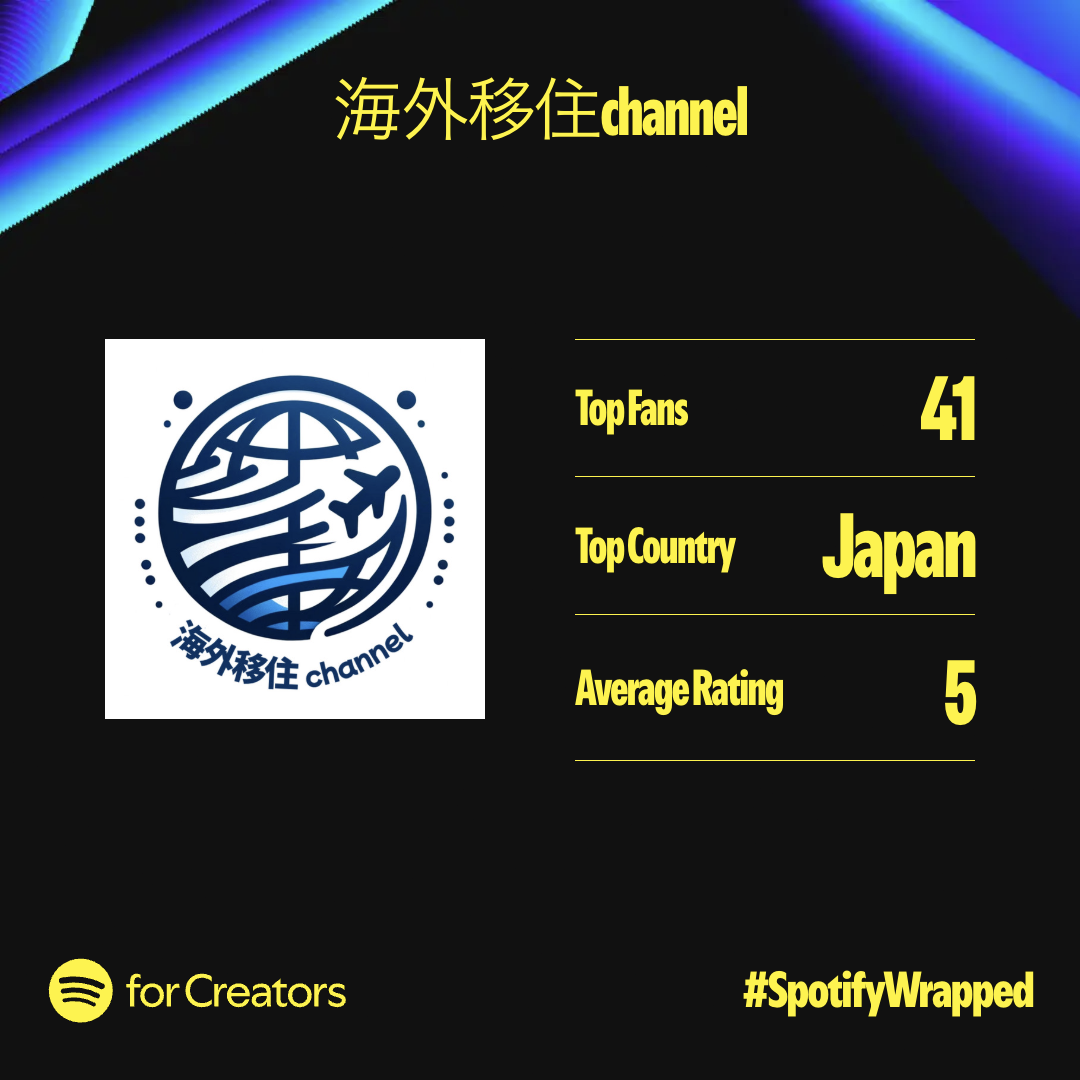 海外移住channel
海外移住 channel
Top Fans 41
Top Country Japan
Average Rating 5
for Creators
#SpotifyWrapped